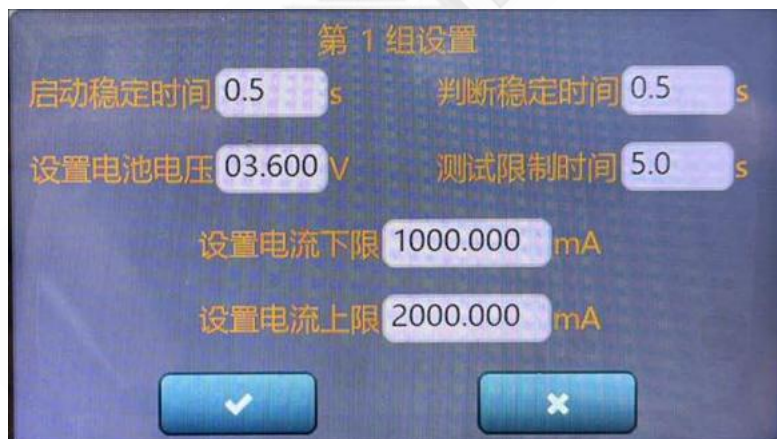 第 1 组设置
启动稳定时间 0.5 s 判断稳定时间 0.5 s
设置电池电压 03.600 V 测试限制时间 5.0 s
设置电流下限 1000.000 mA
设置电流上限 2000.000 mA